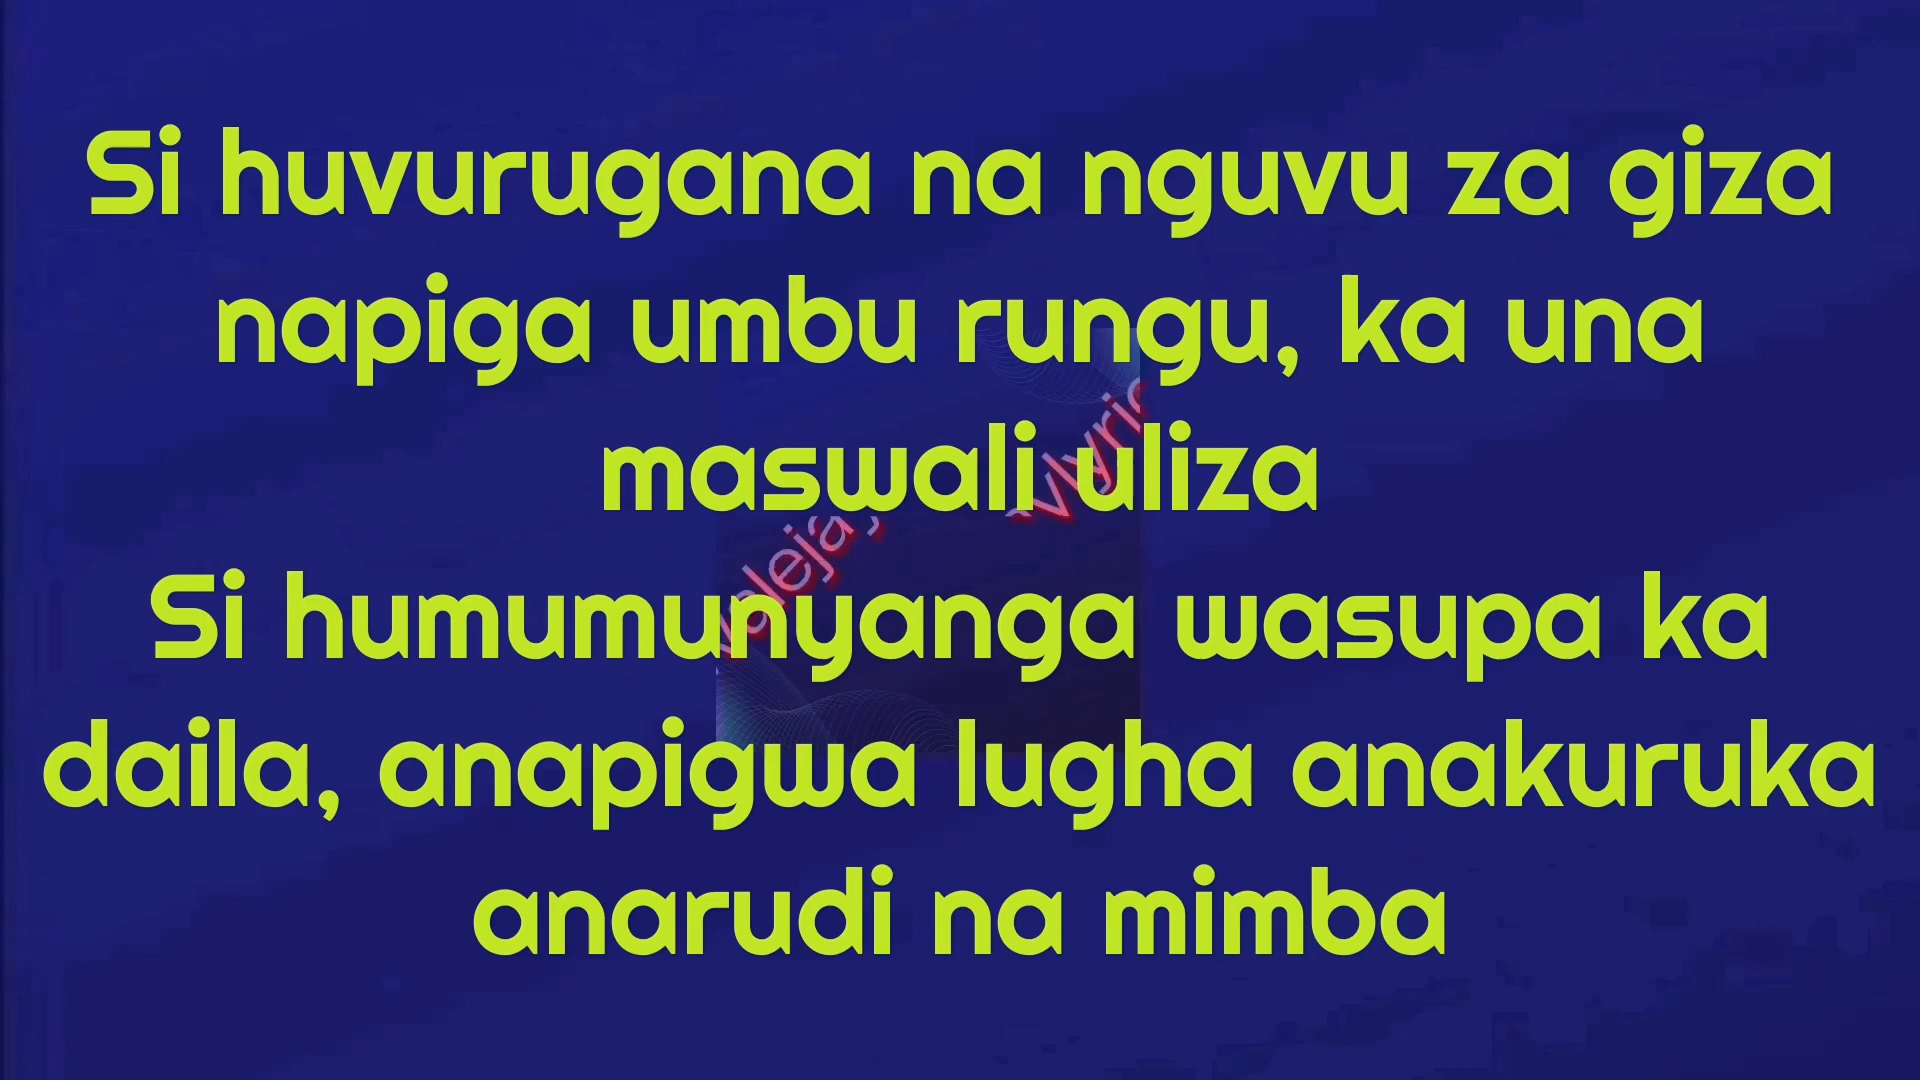 Si huvurugana na nguvu za giza
napiga umbu rungu, ka una
maswali uliza
Si humumunyanga wasupa ka
daila, anapigwa lugha anakuruka
anarudi na mimba